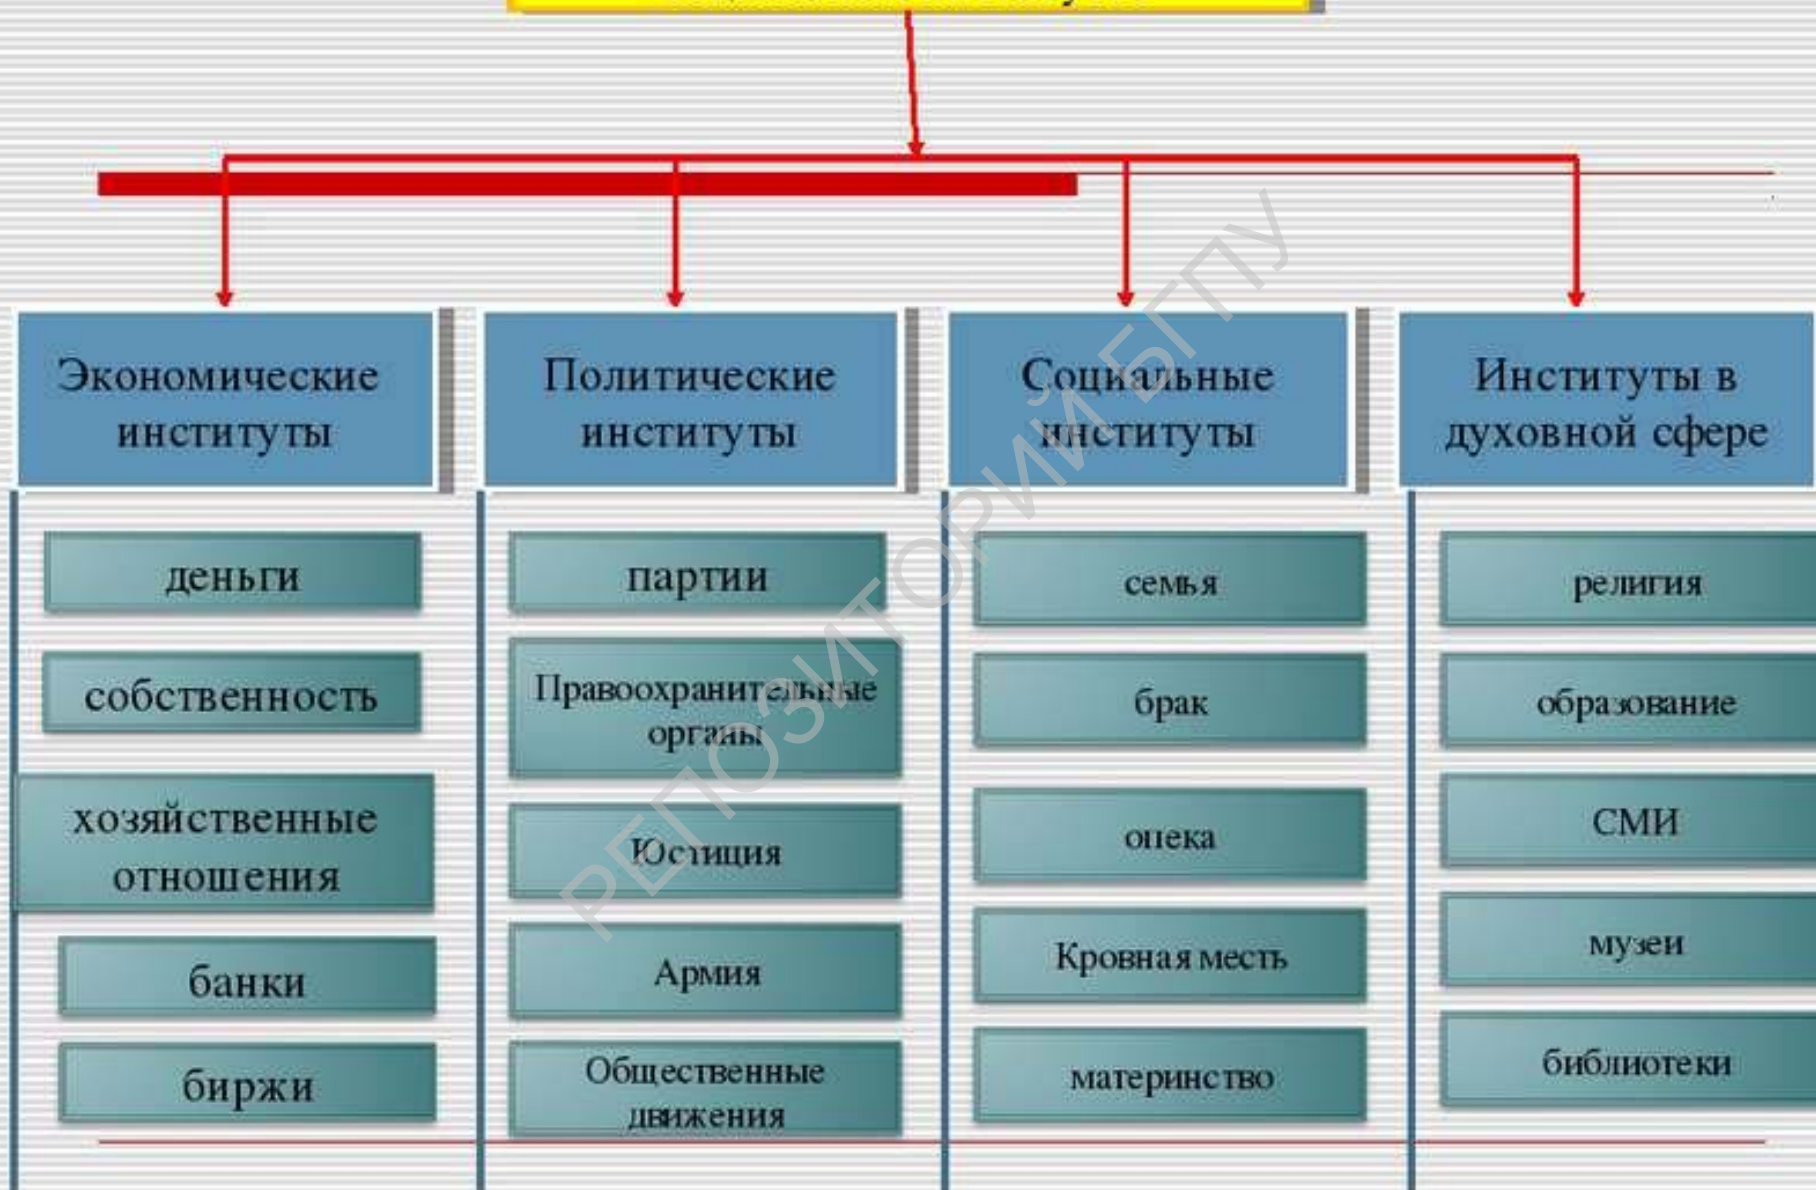 Экономические
институты
Политические
институты
Социальные
институты
Институты в
духовной сфере
деньги
собственность
хозяйственные
отношения
банки
биржи
партии
Правоохранительные
органы
Юстиция
Армия
Общественные
движения
семья
брак
опека
Кровная месть
материнство
религия
образование
СМИ
музеи
библиотеки
РЕПОЗИТОРИЙ БГПУ